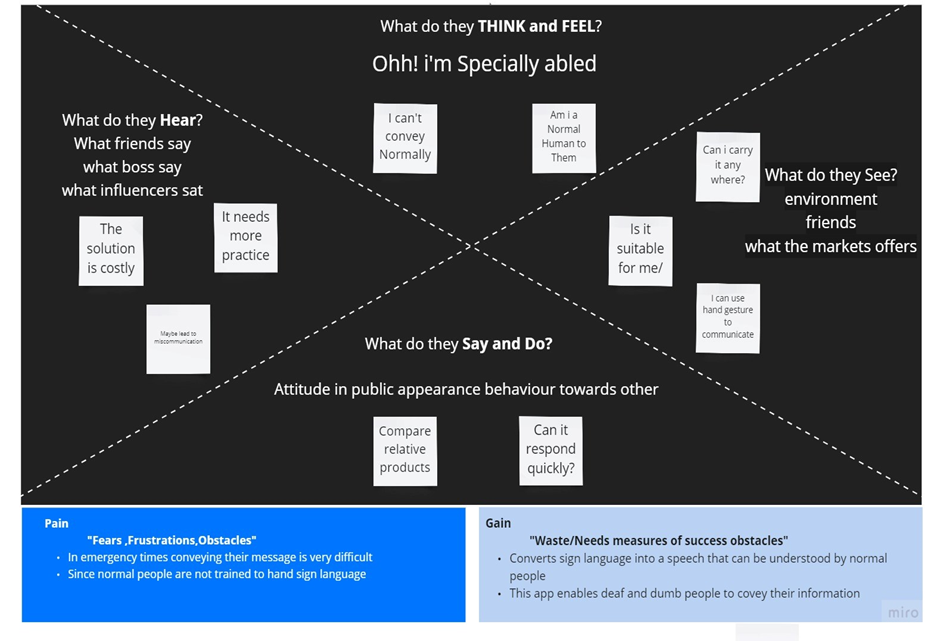 What do they THINK and FEEL?
Ohh! i'm Specially abled
I can't
convey
Normally
Am i a
Normal
Human to
Them
What do they Hear?
What friends say
what boss say
what influencers sat
The
solution
is costly
It needs
more
practice
Maybe lead to
miscommunication
Can i carry
it any
where?
What do they See?
environment
friends
what the markets offers
Is it
suitable
for me/
I can use
hand gesture
to
communicate
What do they Say and Do?
Attitude in public appearance behaviour towards other
Compare
relative
products
Can it
respond
quickly?
Pain
"Fears ,Frustrations,Obstacles"
• In emergency times conveying their message is very difficult
• Since normal people are not trained to hand sign language
Gain
"Waste/Needs measures of success obstacles"
• Converts sign language into a speech that can be understood by normal
people
• This app enables deaf and dumb people to covey their information
miro